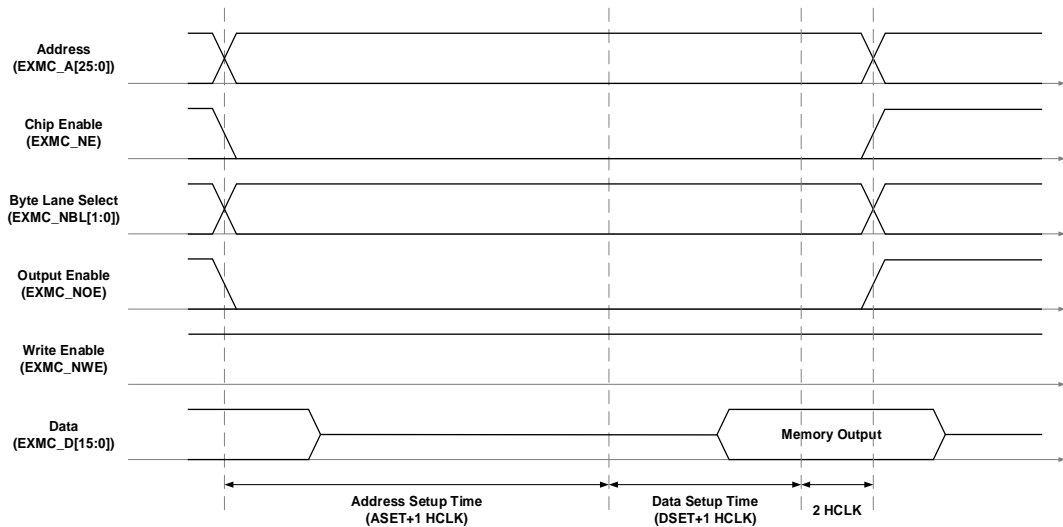 Address
(EXMC_A[25:0])
Chip Enable
(EXMC_NE)
Byte Lane Select
(EXMC_NBL[1:0])
Output Enable
(EXMC_NOE)
Write Enable
(EXMC_NWE)
Data
(EXMC_D[15:0])
Memory Output
Address Setup Time
(ASET+1 HCLK)
Data Setup Time
(DSET+1 HCLK)
2 HCLK